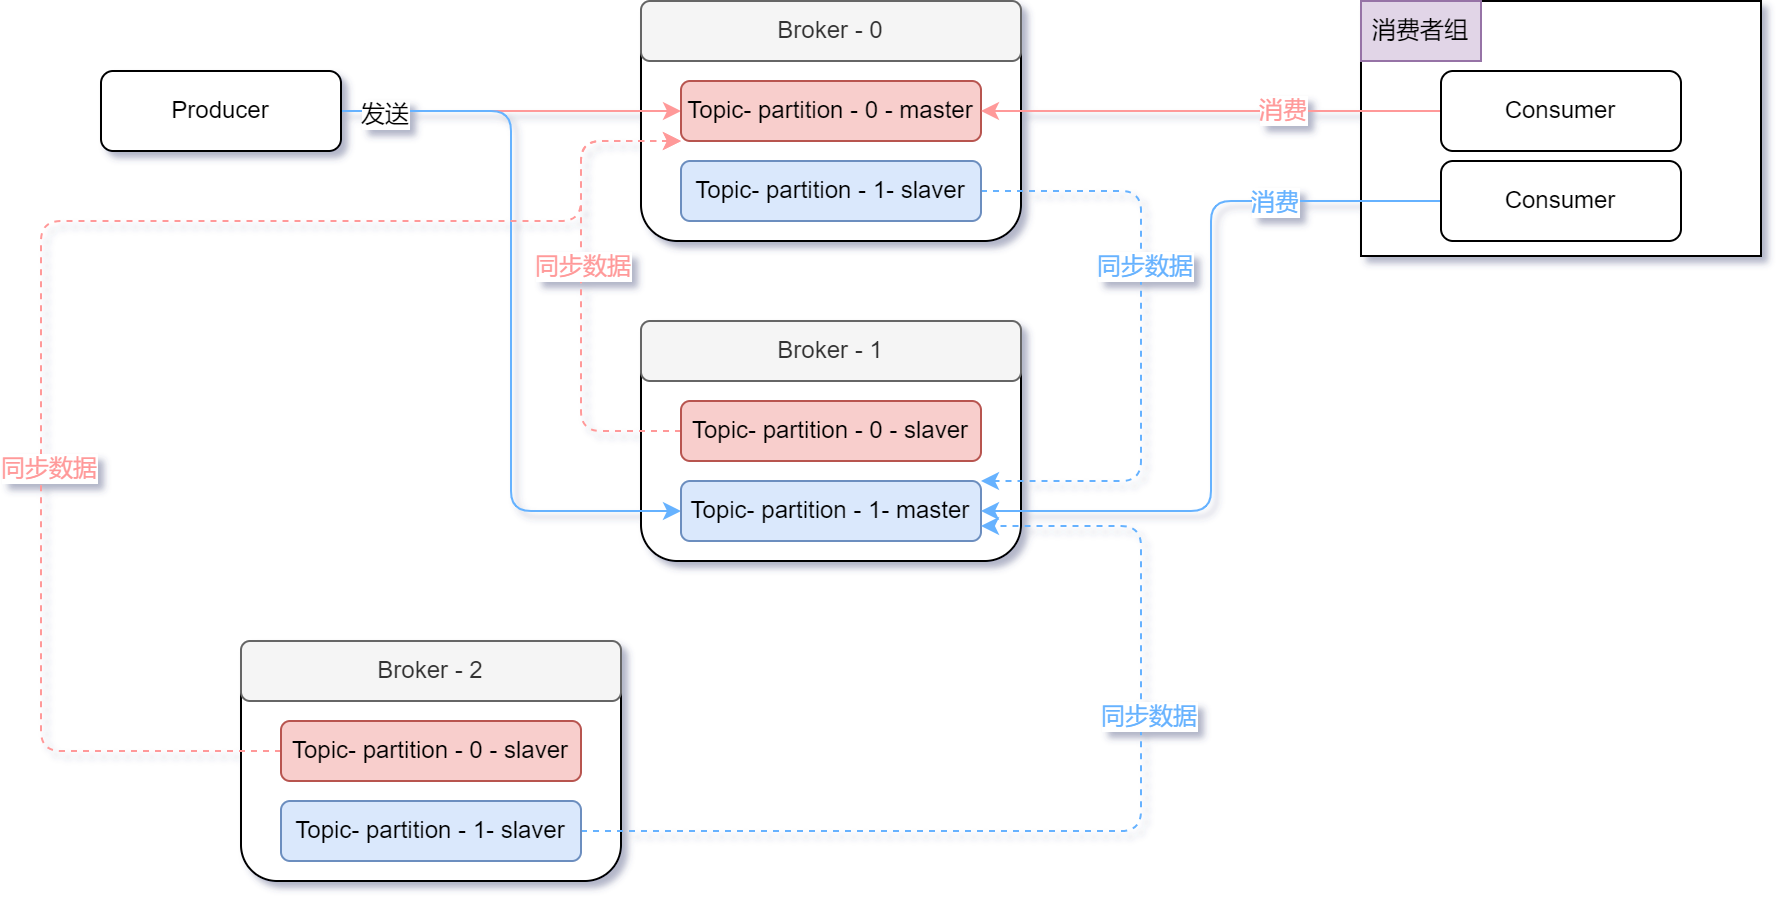 Broker - 0
消费者组
Producer
发送
Topic- partition - 0 - master
消费
Consumer
Topic- partition - 1- slaver
消费
Consumer
同步数据
同步数据
Broker - 1
Topic- partition - 0 - slaver
同步数据
Topic- partition - 1- master
Broker - 2
同步数据
Topic- partition - 0 - slaver
Topic- partition - 1- slaver